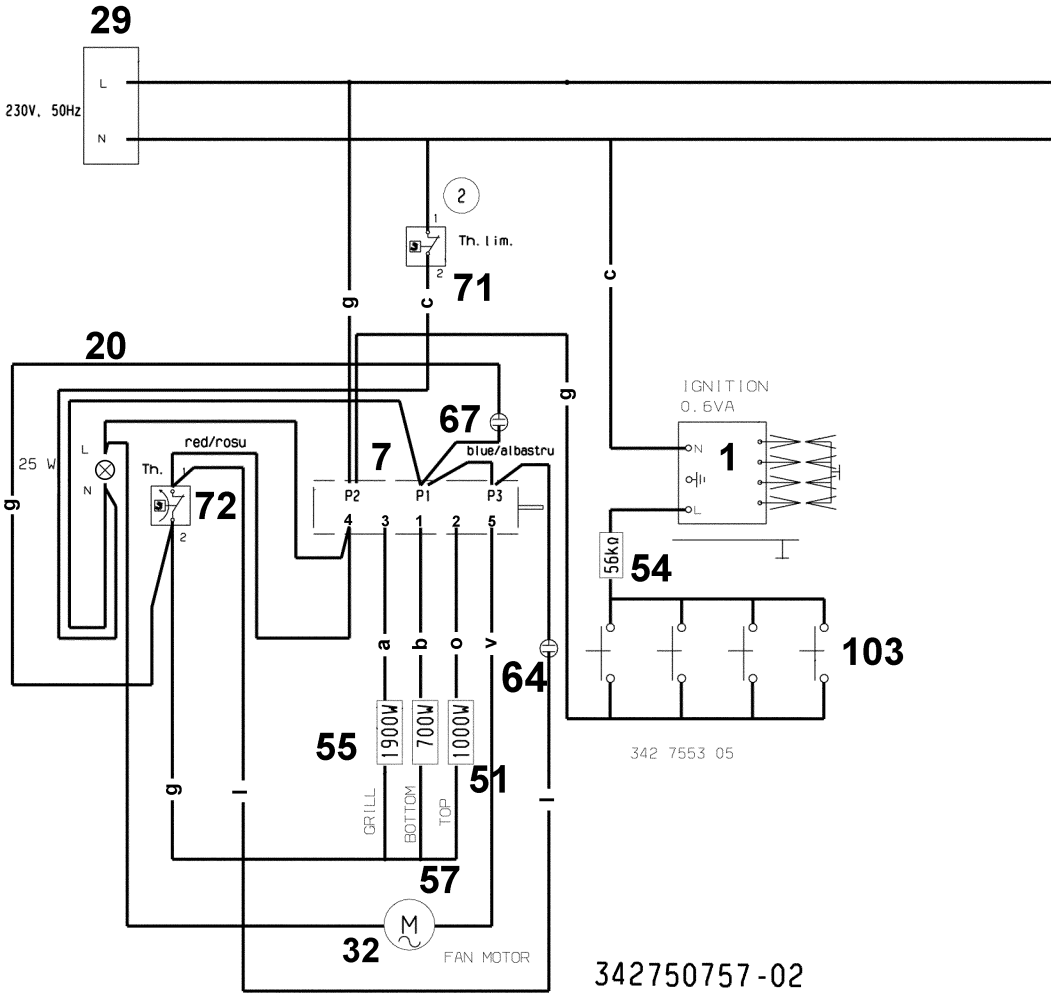 29
L
230V, 50Hz
N
2
1
Th. lim.
2
71
c
g
c
20
g
IGNITION
0.6VA
67
L
red/rosu
7
blue/albastru
N
1
25 W
Th.
1
N
72
P2
P1
P3
g
4
3
1
2
5
L
2
56kΩ
54
a
b
o
v
103
64
1900W
700W
1000W
55
342 7553 05
51
g
l
GRILL
BOTTOM
TOP
l
57
M
32
FAN MOTOR
342750757-02